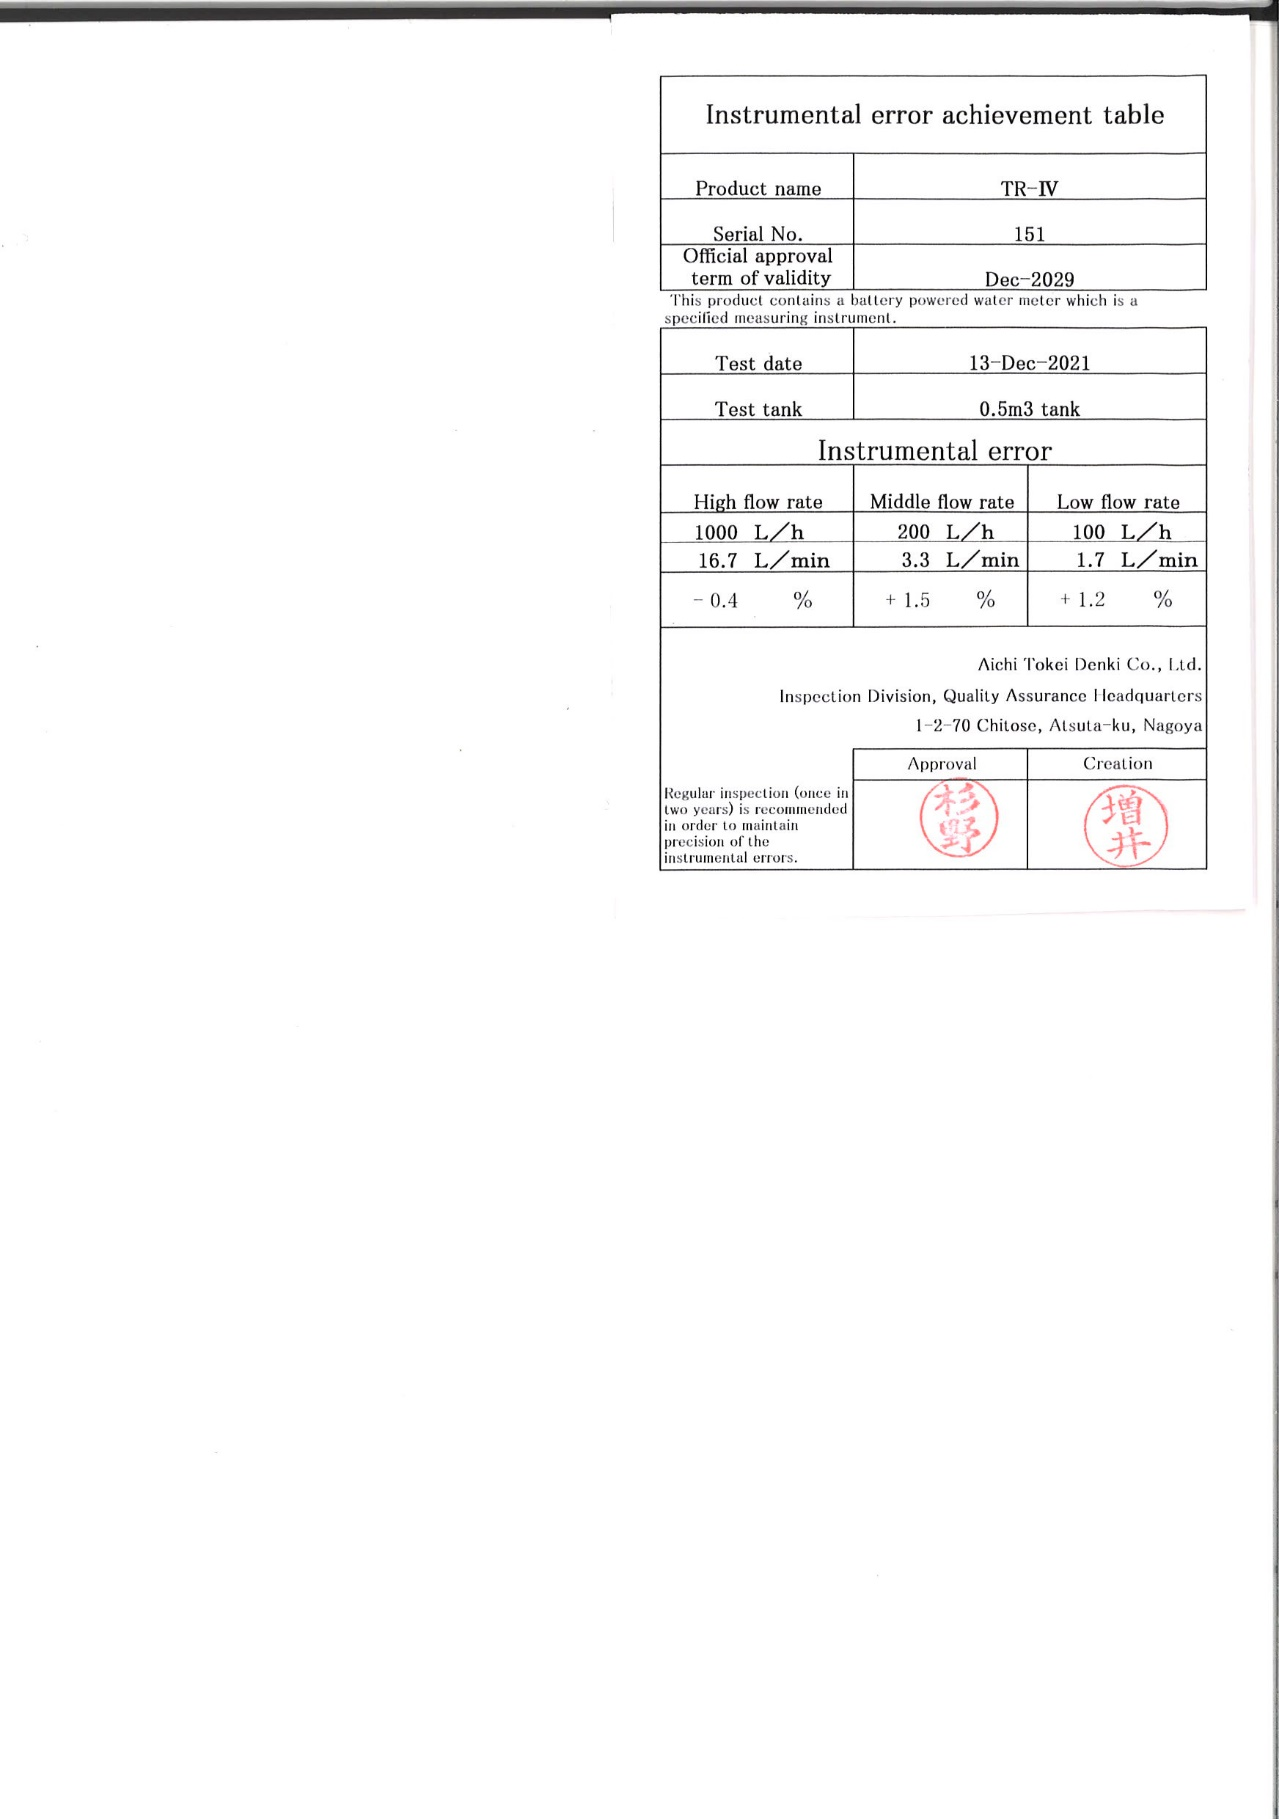 Instrumental error achievement table
Product name TR-Ⅳ
Serial No. 151
Official approval
term of validity Dec-2029
This product contains a battery powered water meter which is a
specified measuring instrument.
Test date 13-Dec-2021
Test tank 0.5m3 tank
Instrumental error
High flow rate Middle flow rate Low flow rate
1000 L/h 200 L/h 100 L/h
16.7 L/min 3.3 L/min 1.7 L/min
- 0.4 % + 1.5 % + 1.2 %
Aichi Tokei Denki Co., Ltd.
Inspection Division, Quality Assurance Headquarters
1-2-70 Chitose, Atsuta-ku, Nagoya
Approval Creation
Regular inspection (once in
two years) is recommended
in order to maintain
precision of the
instrumental errors.
杉野
増井